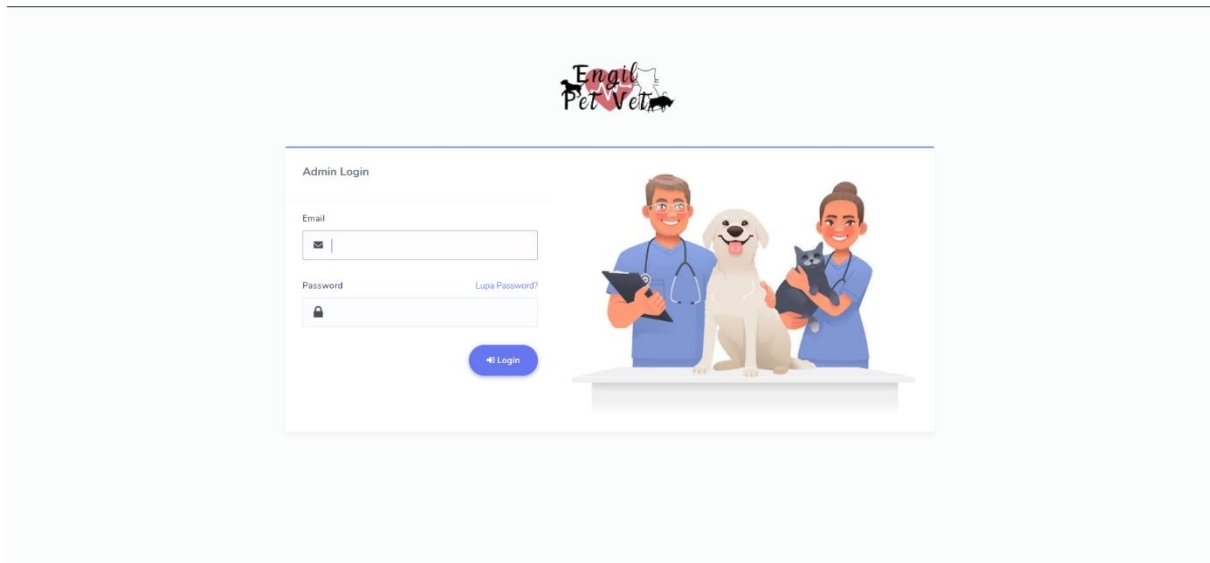 Engil
Pet Vet
Admin Login
Email
Password
Lupa Password?
Login